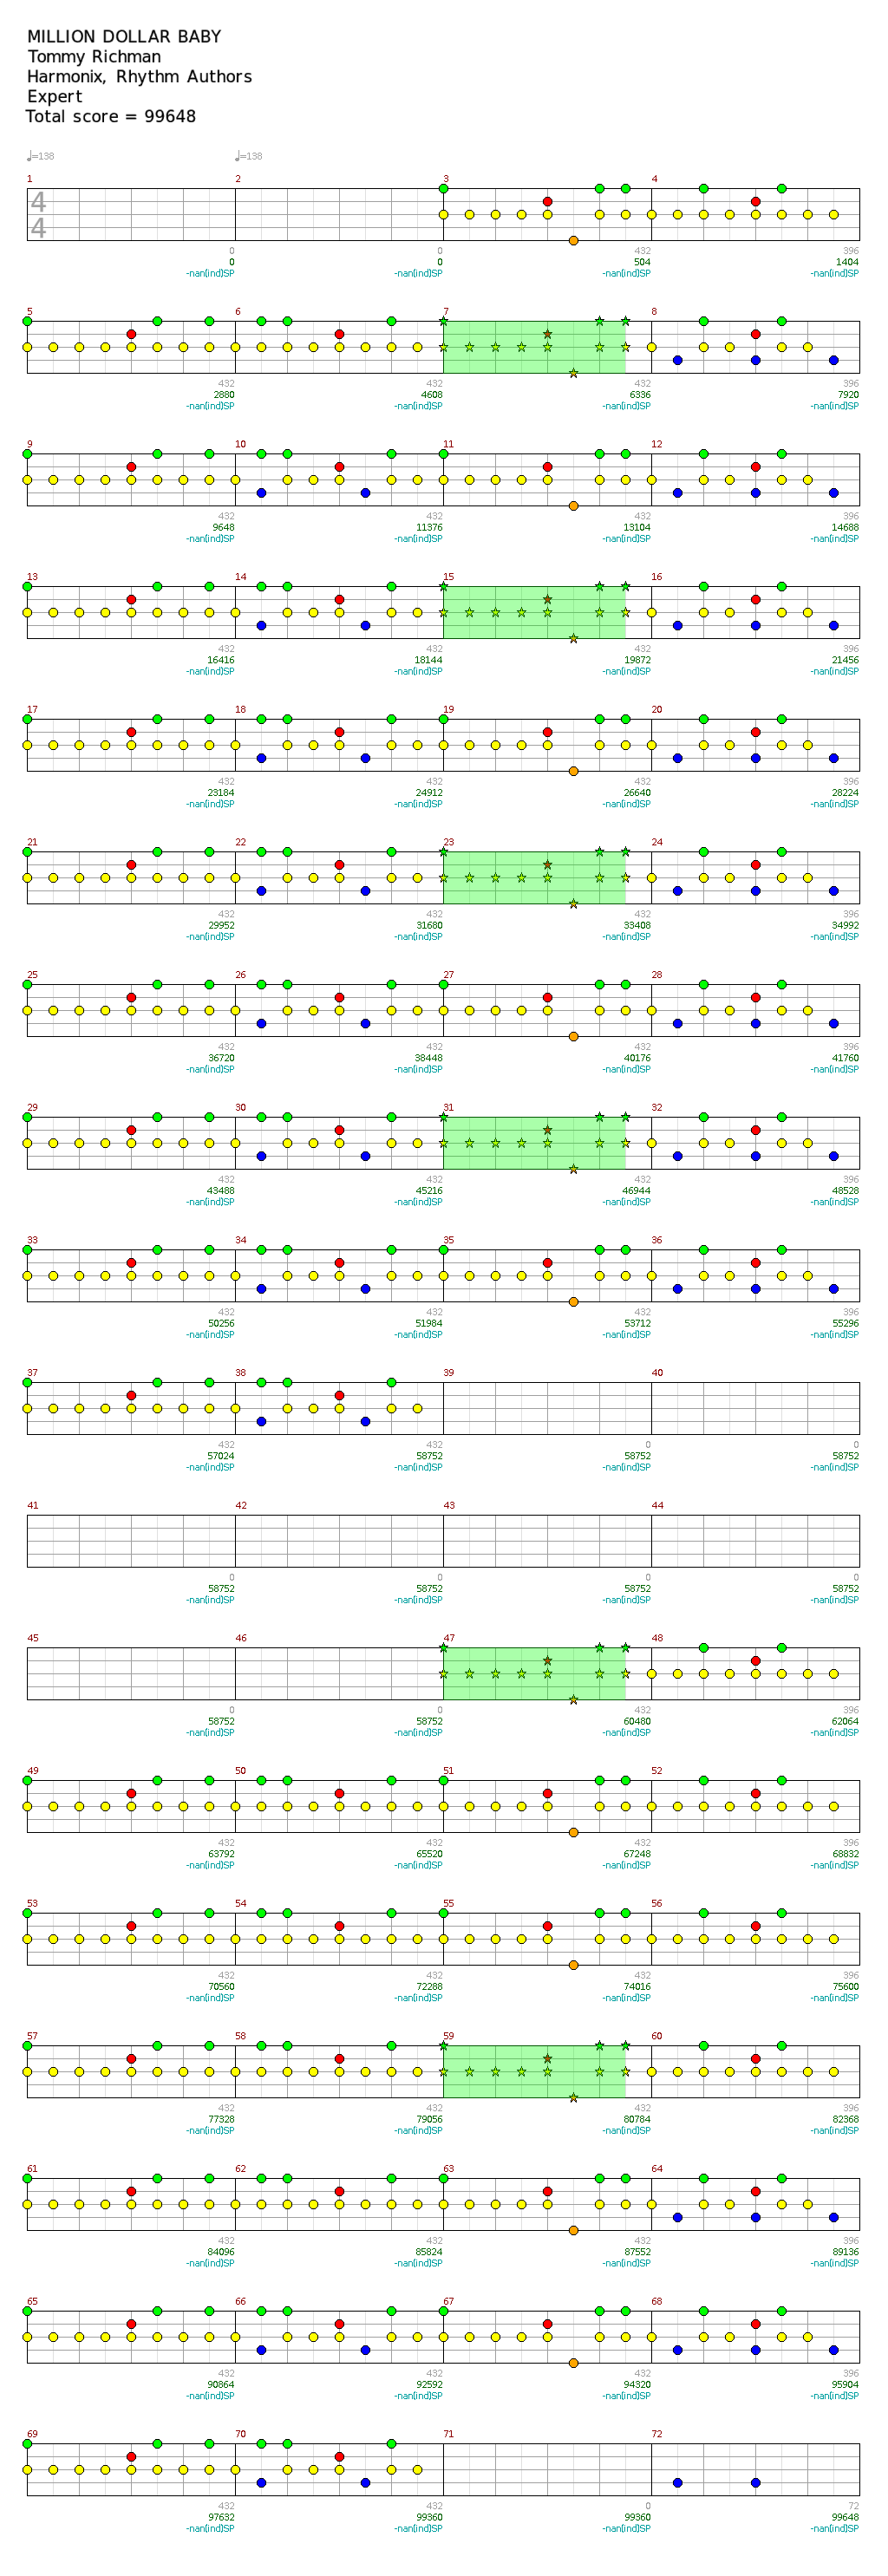 MILLION DOLLAR BABY
Tommy Richman
Harmonix, Rhythm Authors
Expert
Total score = 99648
♩=138 ♩=138
1 2 3 4
4
4
0 0 432 396
0 0 504 1404
-nan(ind)SP -nan(ind)SP -nan(ind)SP -nan(ind)SP
5 6 7 8
432 432 432 396
2880 4608 6336 7920
-nan(ind)SP -nan(ind)SP -nan(ind)SP -nan(ind)SP
9 10 11 12
432 432 432 396
9648 11376 13104 14688
-nan(ind)SP -nan(ind)SP -nan(ind)SP -nan(ind)SP
13 14 15 16
432 432 432 396
16416 18144 19872 21456
-nan(ind)SP -nan(ind)SP -nan(ind)SP -nan(ind)SP
17 18 19 20
432 432 432 396
23184 24912 26640 28224
-nan(ind)SP -nan(ind)SP -nan(ind)SP -nan(ind)SP
21 22 23 24
432 432 432 396
29952 31680 33408 34992
-nan(ind)SP -nan(ind)SP -nan(ind)SP -nan(ind)SP
25 26 27 28
432 432 432 396
36720 38448 40176 41760
-nan(ind)SP -nan(ind)SP -nan(ind)SP -nan(ind)SP
29 30 31 32
432 432 432 396
43488 45216 46944 48528
-nan(ind)SP -nan(ind)SP -nan(ind)SP -nan(ind)SP
33 34 35 36
432 432 432 396
50256 51984 53712 55296
-nan(ind)SP -nan(ind)SP -nan(ind)SP -nan(ind)SP
37 38 39 40
432 432 0 0
57024 58752 58752 58752
-nan(ind)SP -nan(ind)SP -nan(ind)SP -nan(ind)SP
41 42 43 44
0 0 0 0
58752 58752 58752 58752
-nan(ind)SP -nan(ind)SP -nan(ind)SP -nan(ind)SP
45 46 47 48
0 0 432 396
58752 58752 60480 62064
-nan(ind)SP -nan(ind)SP -nan(ind)SP -nan(ind)SP
49 50 51 52
432 432 432 396
63792 65520 67248 68832
-nan(ind)SP -nan(ind)SP -nan(ind)SP -nan(ind)SP
53 54 55 56
432 432 432 396
70560 72288 74016 75600
-nan(ind)SP -nan(ind)SP -nan(ind)SP -nan(ind)SP
57 58 59 60
432 432 432 396
77328 79056 80784 82368
-nan(ind)SP -nan(ind)SP -nan(ind)SP -nan(ind)SP
61 62 63 64
432 432 432 396
84096 85824 87552 89136
-nan(ind)SP -nan(ind)SP -nan(ind)SP -nan(ind)SP
65 66 67 68
432 432 432 396
90864 92592 94320 95904
-nan(ind)SP -nan(ind)SP -nan(ind)SP -nan(ind)SP
69 70 71 72
432 432 0 72
97632 99360 99360 99648
-nan(ind)SP -nan(ind)SP -nan(ind)SP -nan(ind)SP